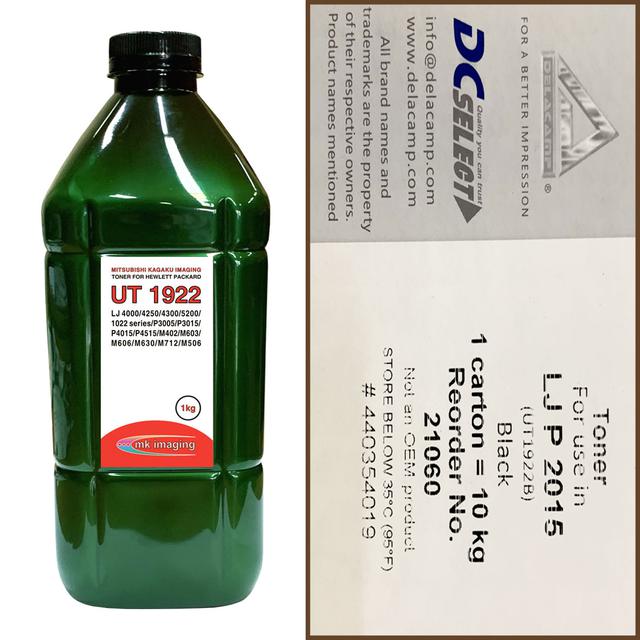 MITSUBISHI KAGAKU IMAGING
TONER FOR HEWLETT PACKARD
UT 1922
LJ 4000/4250/4300/5200/
1022 series/P3005/P3015/
P4015/P4515/M402/M603/
M606/M630/M712/M506
1kg
mk imaging
DELACAMP
®
FOR A BETTER IMPRESSION
DC SELECT
Quality you can trust
info@delacamp.com
www.delacamp.com
All brand names and
trademarks are the property
of their respective owners.
Product names mentioned
Toner
For use in
LJ P 2015
(UT1922B)
Black
1 carton = 10 kg
Reorder No.
21060
Not an OEM product
STORE BELOW 35°C (95°F)
# 440354019